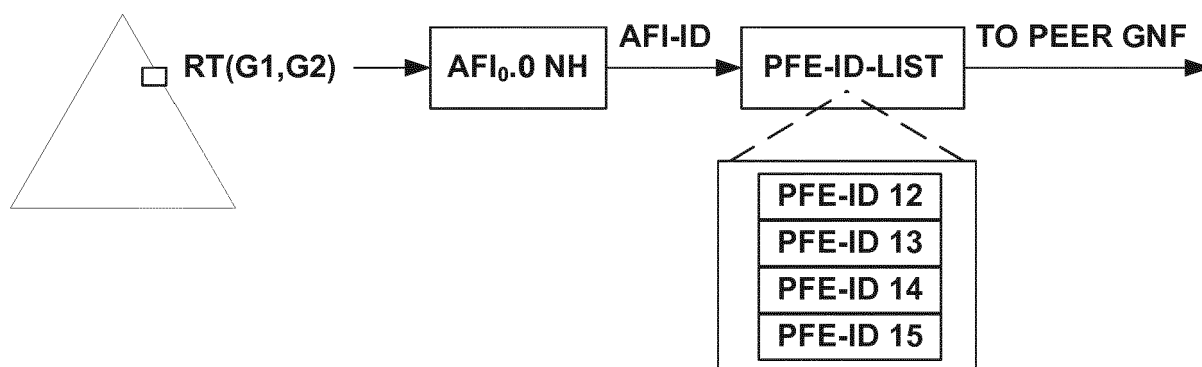 RT(G1,G2)
AFI₀.0 NH
AFI-ID
PFE-ID-LIST
TO PEER GNF
PFE-ID 12
PFE-ID 13
PFE-ID 14
PFE-ID 15